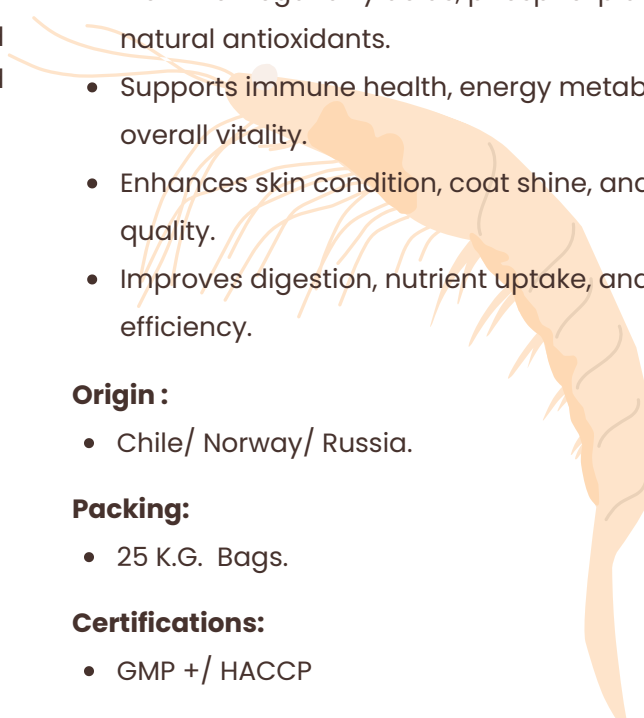 natural antioxidants.
Supports immune health, energy
overall vitality.
Enhances skin condition, coat shine, and
quality.
Improves digestion, nutrient uptake, and
efficiency.
Origin :
Chile/ Norway/ Russia.
Packing:
25 K.G. Bags.
Certifications:
GMP +/ HACCP